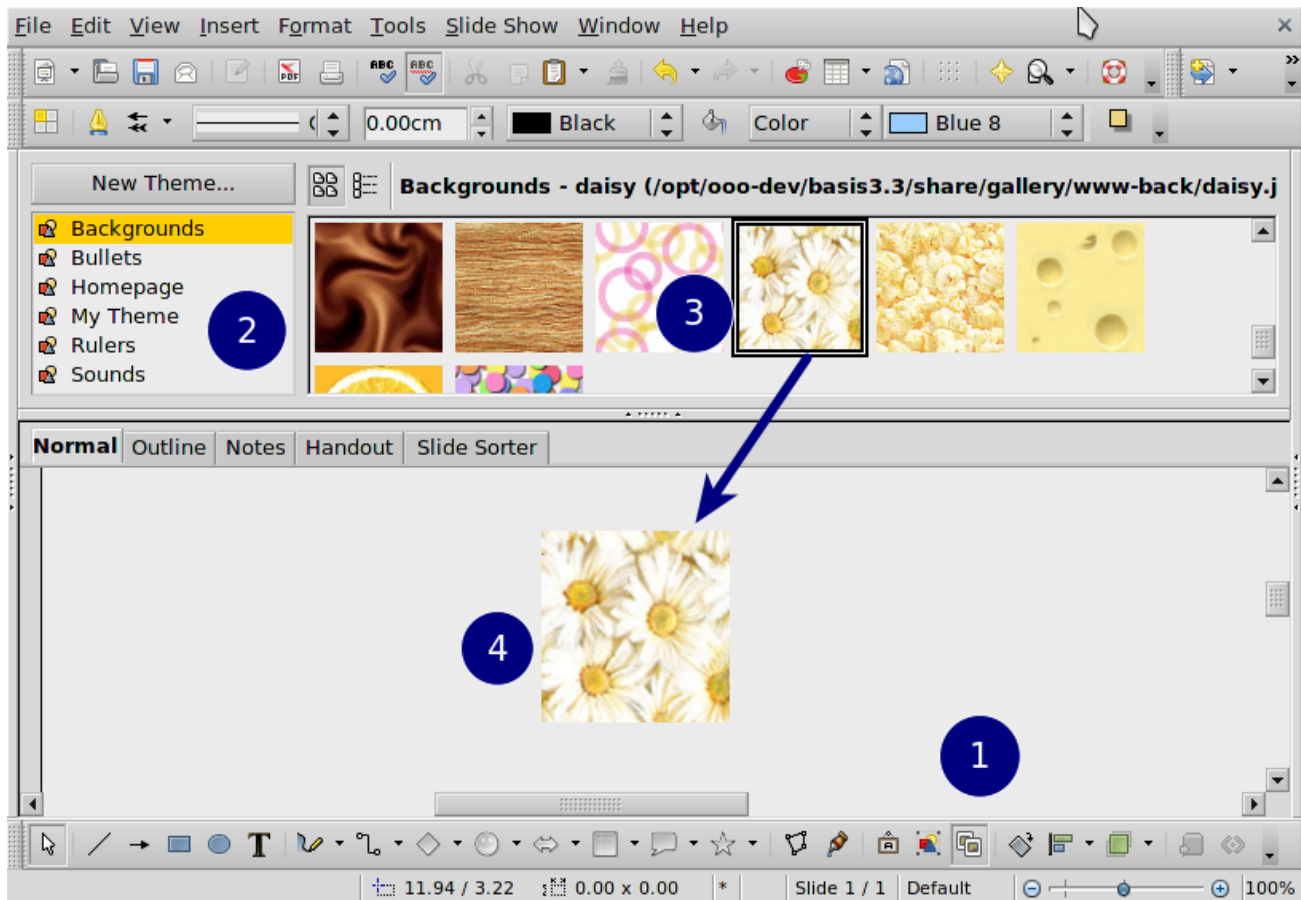 File Edit View Insert Format Tools Slide Show Window Help
PDF ABC ABC
0.00cm Black Color Blue 8
New Theme... Backgrounds - daisy (/opt/ooo-dev/basis3.3/share/gallery/www-back/daisy.j
Backgrounds
Bullets
Homepage
My Theme
Rulers
Sounds
2
3
Normal Outline Notes Handout Slide Sorter
4
1
T
11.94 / 3.22 0.00 x 0.00 * Slide 1 / 1 Default 100%